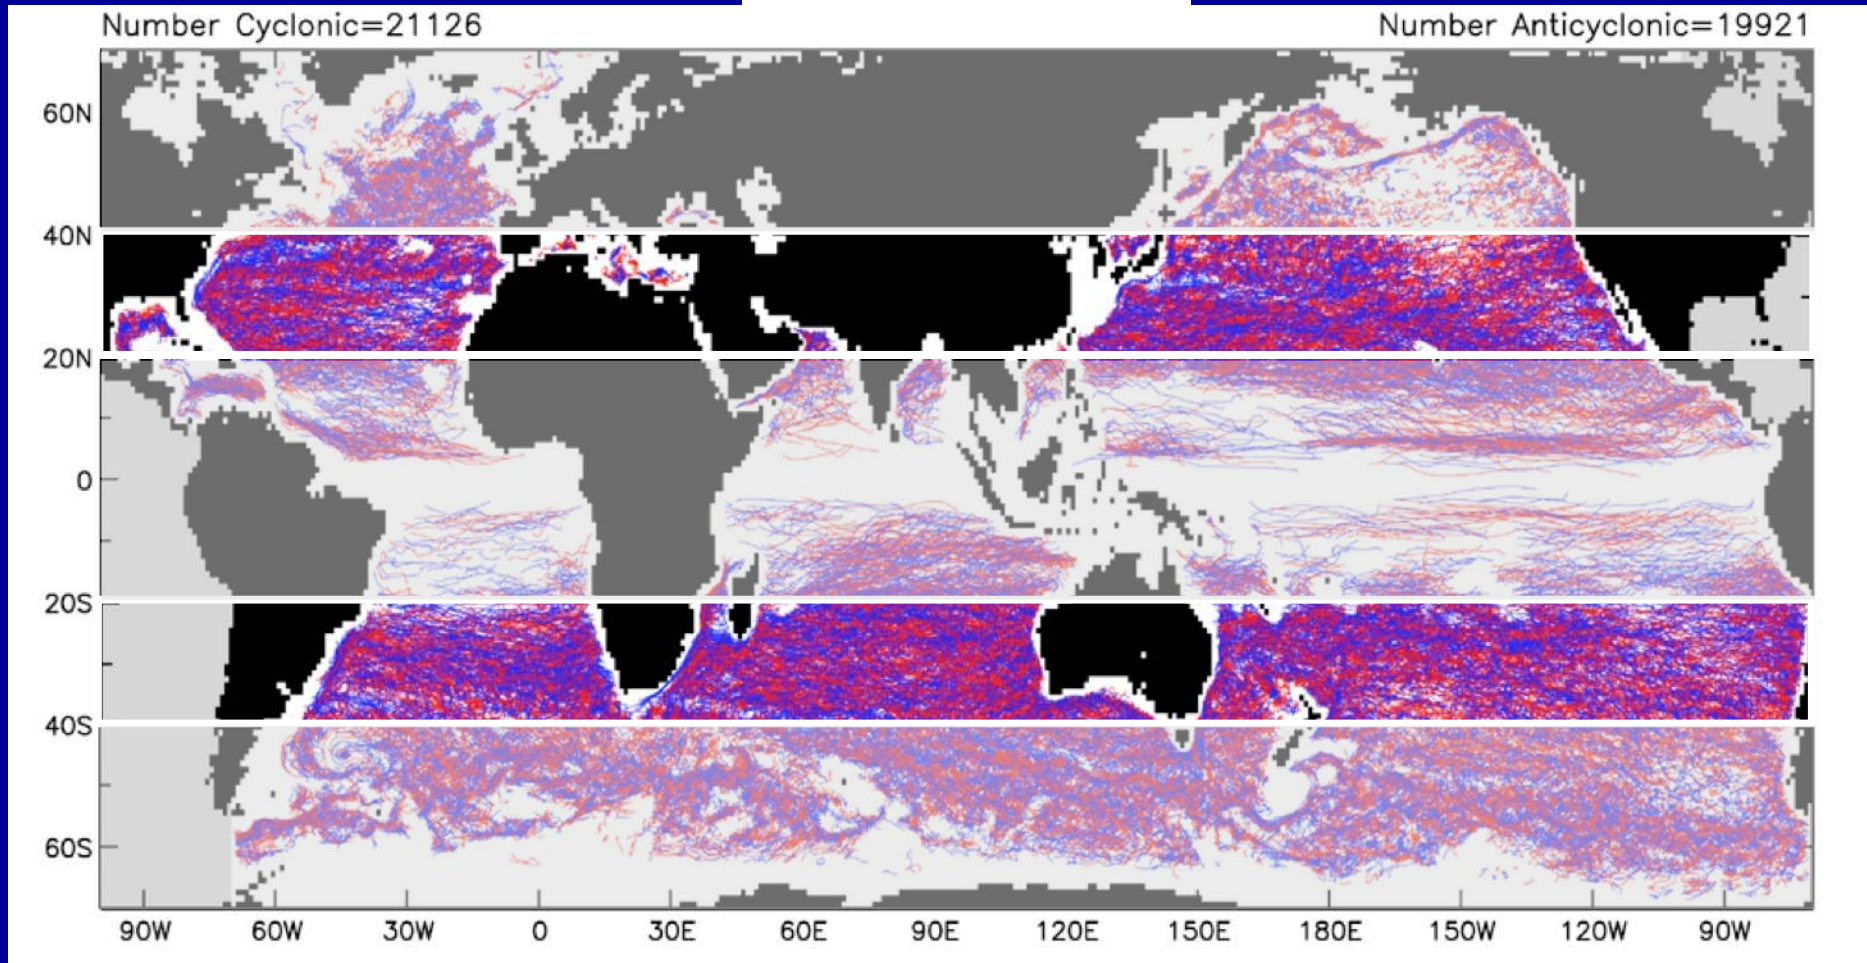 Number Cyclonic=21126
Number Anticyclonic=19921
60N
40N
20N
0
20S
40S
60S
90W 60W 30W 0 30E 60E 90E 120E 150E 180E 150W 120W 90W